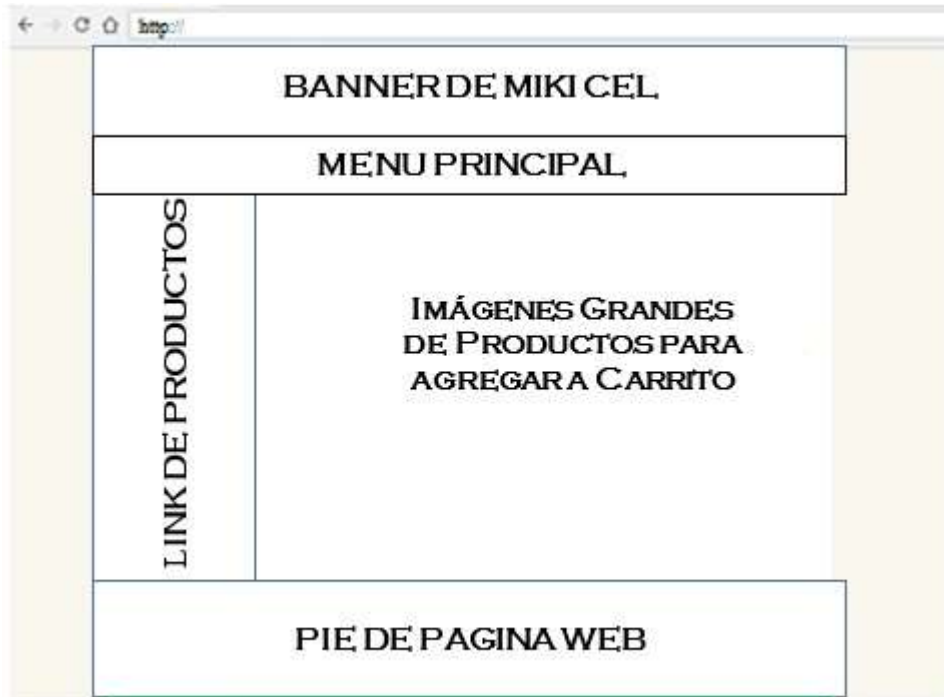 http://
BANNER DE MIKI CEL
MENU PRINCIPAL
LINK DE PRODUCTOS
IMÁGENES GRANDES
DE PRODUCTOS PARA
AGREGAR A CARRITO
PIE DE PAGINA WEB